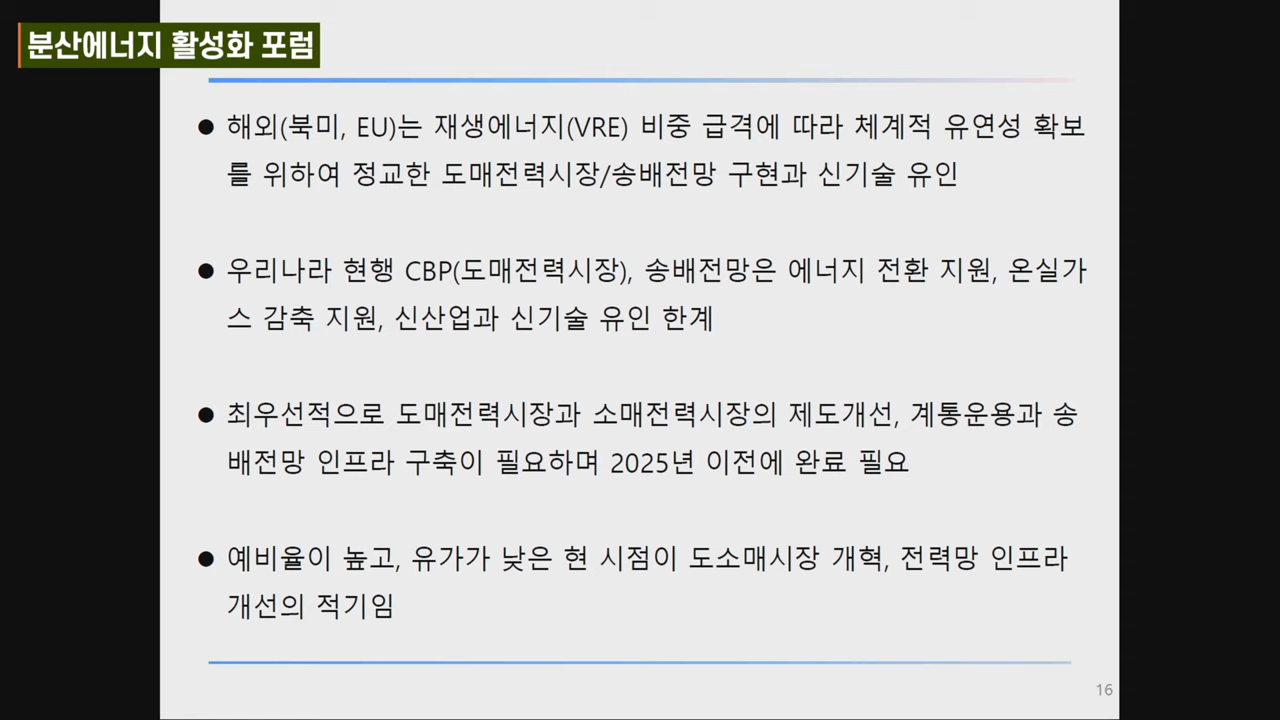 분산에너지 활성화 포럼
● 해외(북미, EU)는 재생에너지(VRE) 비중 급격에 따라 체계적 유연성 확보
를 위하여 정교한 도매전력시장/송배전망 구현과 신기술 유인
● 우리나라 현행 CBP(도매전력시장), 송배전망은 에너지 전환 지원, 온실가
스 감축 지원, 신산업과 신기술 유인 한계
● 최우선적으로 도매전력시장과 소매전력시장의 제도개선, 계통운용과 송
배전망 인프라 구축이 필요하며 2025년 이전에 완료 필요
● 예비율이 높고, 유가가 낮은 현 시점이 도소매시장 개혁, 전력망 인프라
개선의 적기임
16